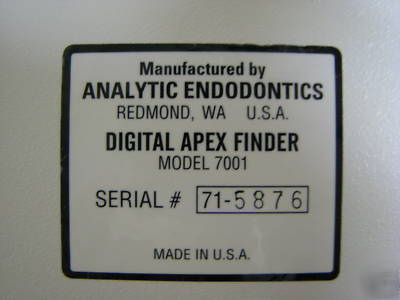 Manufactured by
ANALYTIC ENDODONTICS
REDMOND, WA U.S.A.
DIGITAL APEX FINDER
MODEL 7001
SERIAL # 71-5876
MADE IN U.S.A.